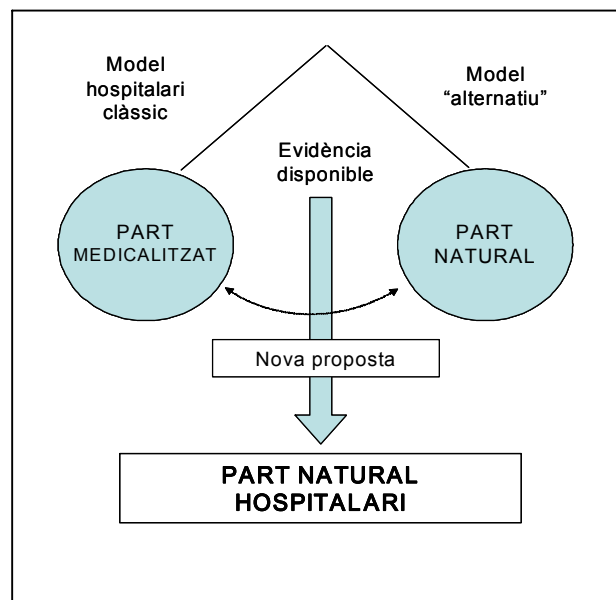 Model
hospitalari
clàssic
Model
“alternatiu”
Evidència
disponible
PART
MEDICALITZAT
PART
NATURAL
Nova proposta
PART NATURAL
HOSPITALARI